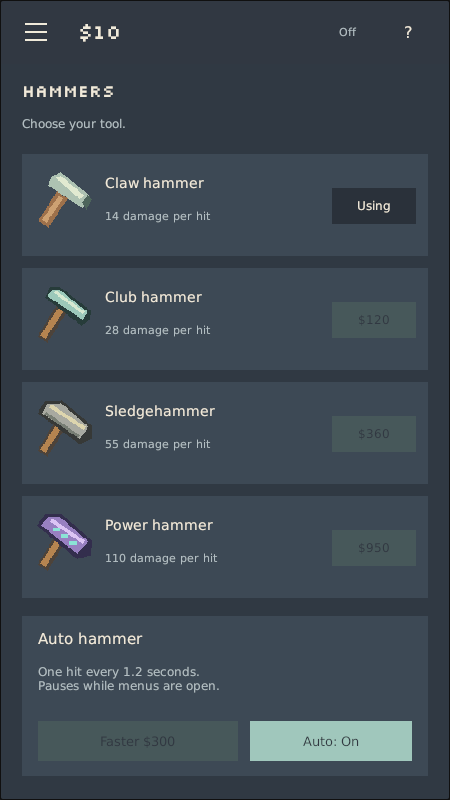 $10
Off
?
HAMMERS
Choose your tool.
Claw hammer
14 damage per hit
Using
Club hammer
28 damage per hit
$120
Sledgehammer
55 damage per hit
$360
Power hammer
110 damage per hit
$950
Auto hammer
One hit every 1.2 seconds.
Pauses while menus are open.
Faster $300
Auto: On